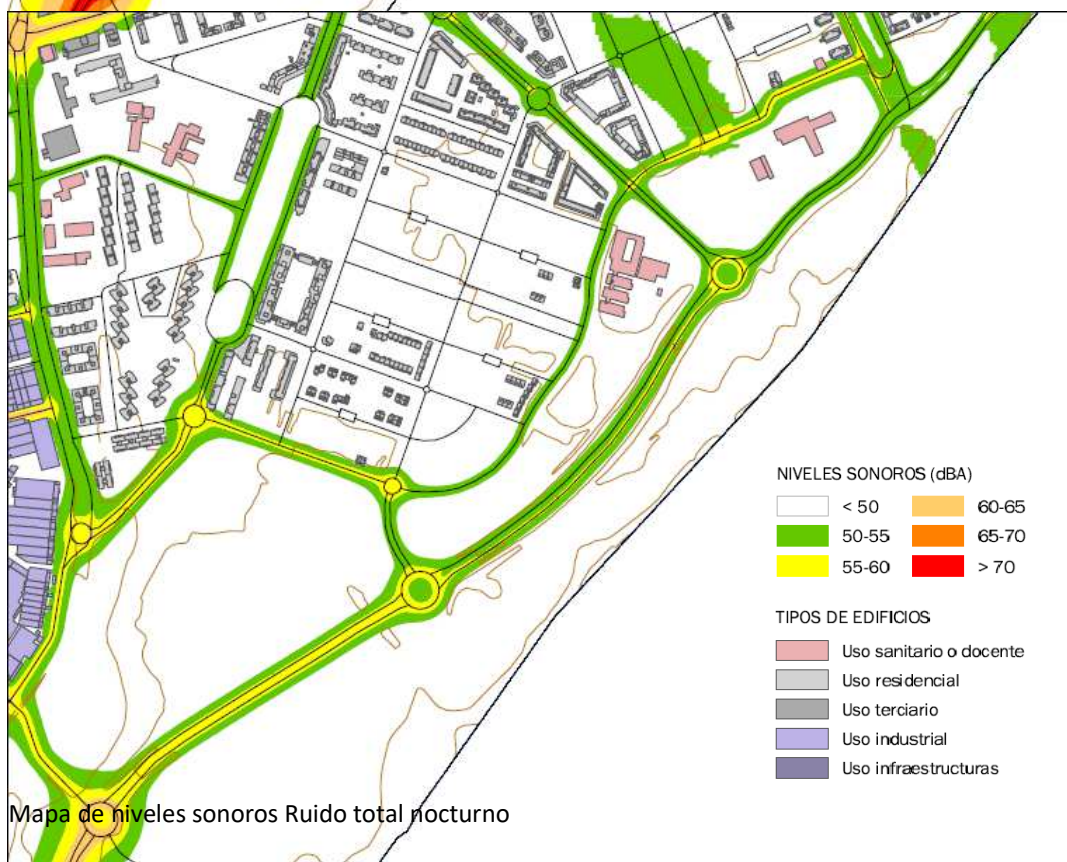 NIVELES SONOROS (dBA)
< 50
60-65
50-55
65-70
55-60
> 70
TIPOS DE EDIFICIOS
Uso sanitario o docente
Uso residencial
Uso terciario
Uso industrial
Uso infraestructuras
Mapa de niveles sonoros Ruido total nocturno